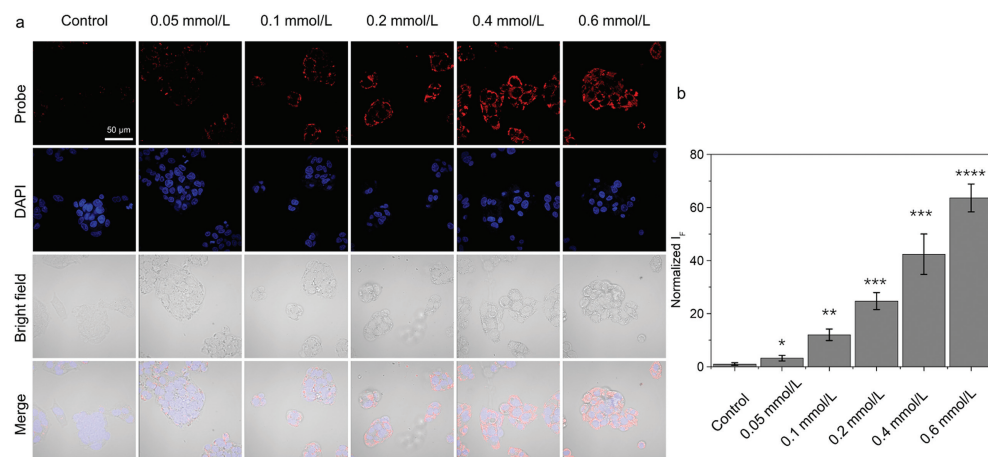 a
Control 0.05 mmol/L 0.1 mmol/L 0.2 mmol/L 0.4 mmol/L 0.6 mmol/L
Probe
50 μm
DAPI
Bright field
Merge
b
Normalized I_F
80
60
40
20
0
* ** *** *** ****
Control 0.05 mmol/L 0.1 mmol/L 0.2 mmol/L 0.4 mmol/L 0.6 mmol/L